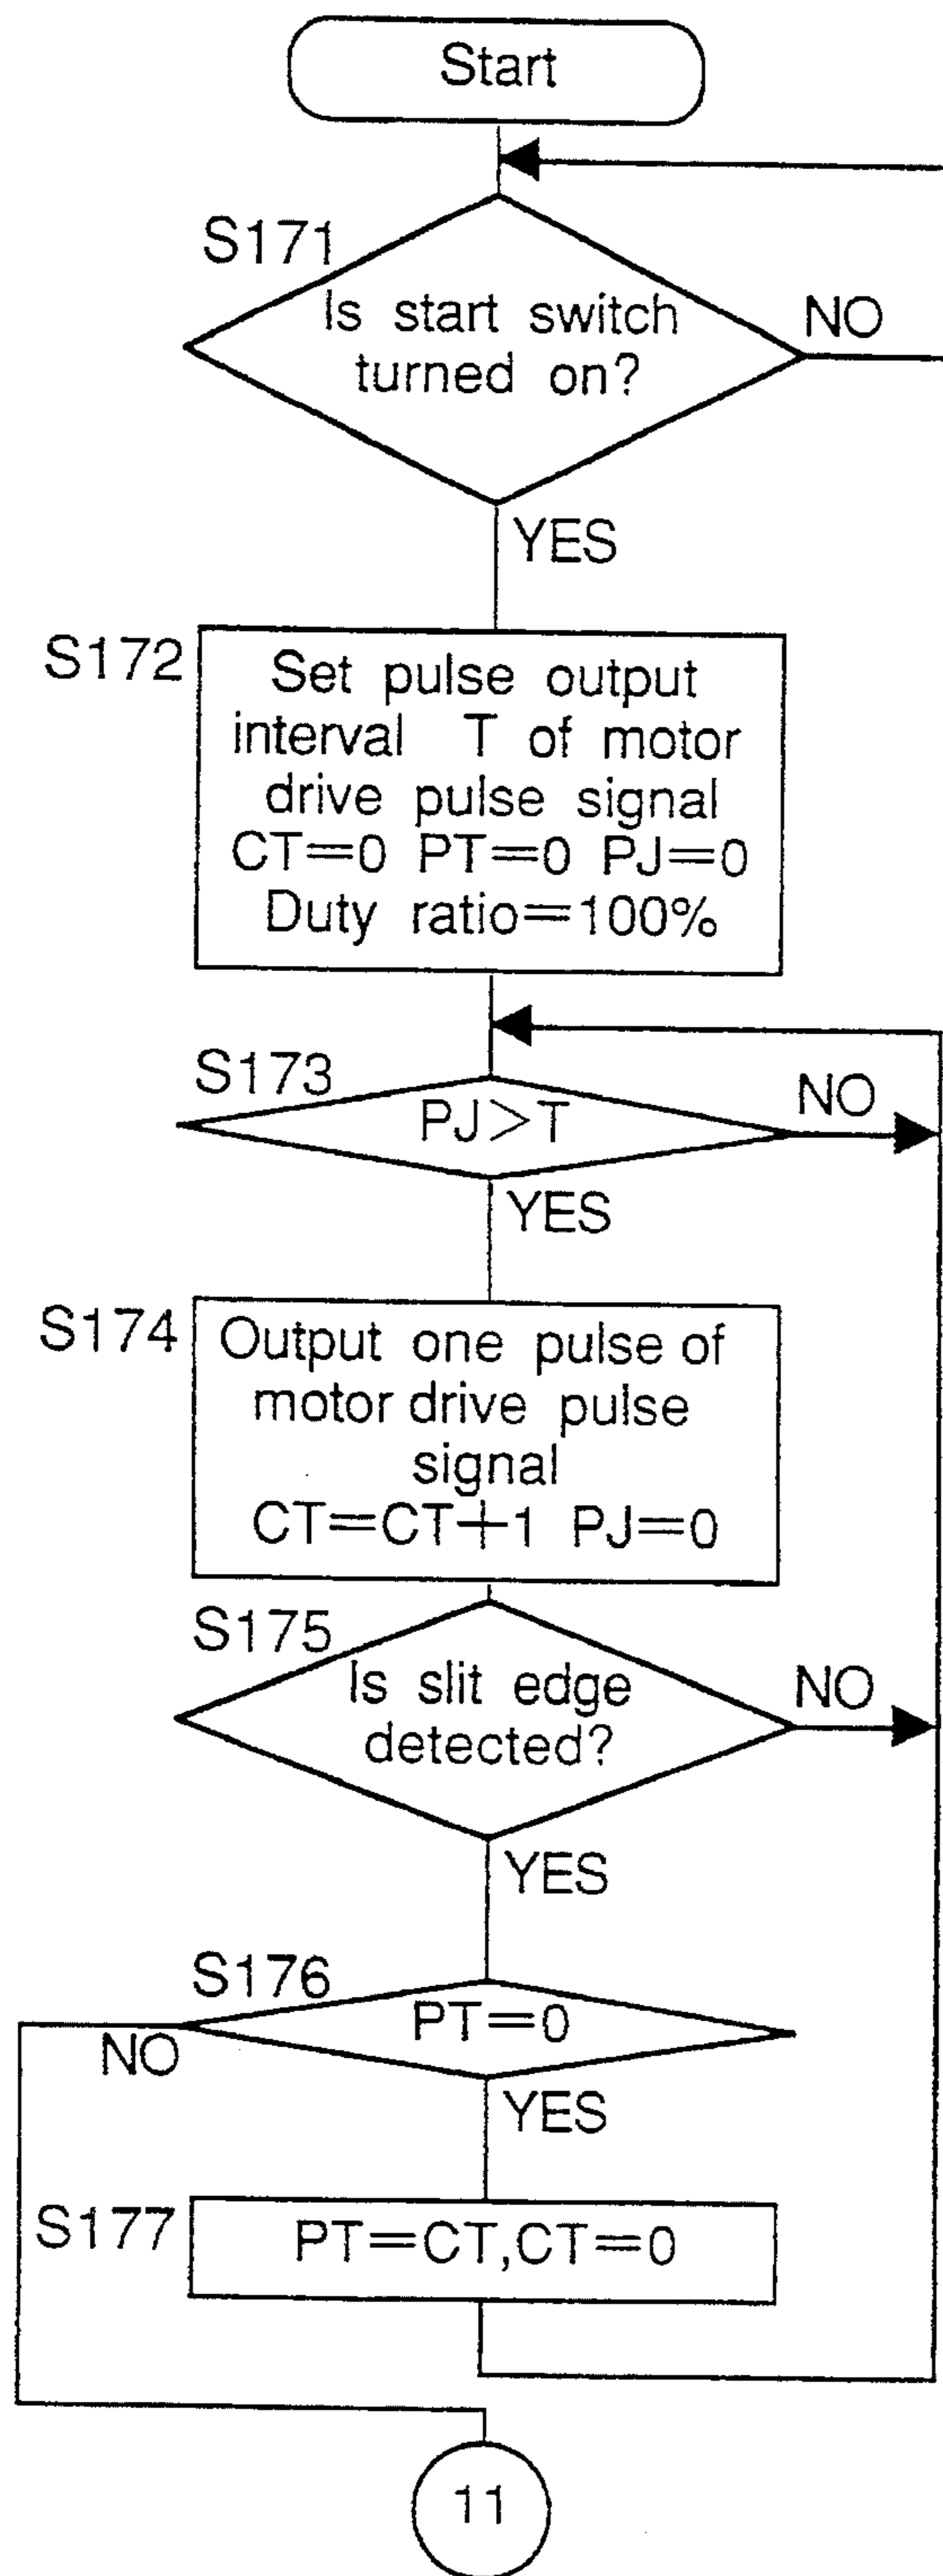 Start
S171
Is start switch
turned on?
NO
YES
S172
Set pulse output
interval T of motor
drive pulse signal
CT=0 PT=0 PJ=0
Duty ratio=100%
S173
PJ>T
NO
YES
S174
Output one pulse of
motor drive pulse
signal
CT=CT+1 PJ=0
S175
Is slit edge
detected?
NO
YES
S176
PT=0
NO
YES
S177
PT=CT,CT=0
11